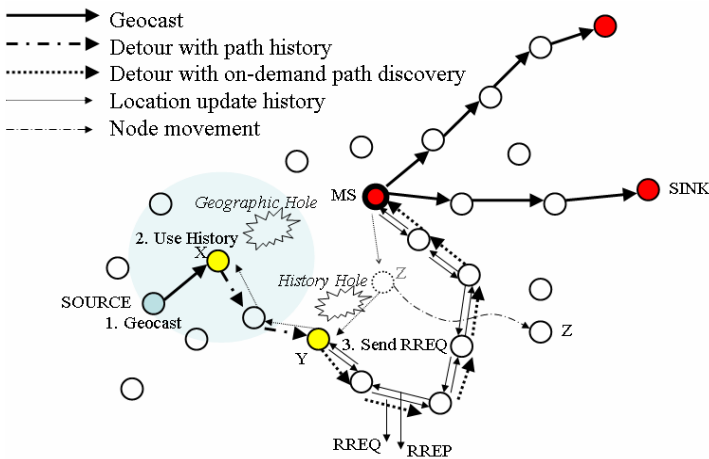 Geocast
Detour with path history
Detour with on-demand path discovery
Location update history
Node movement
MS
SINK
Geographic Hole
2. Use History
X
History Hole
Z
SOURCE
1. Geocast
Y
3. Send RREQ
Z
RREQ
RREP